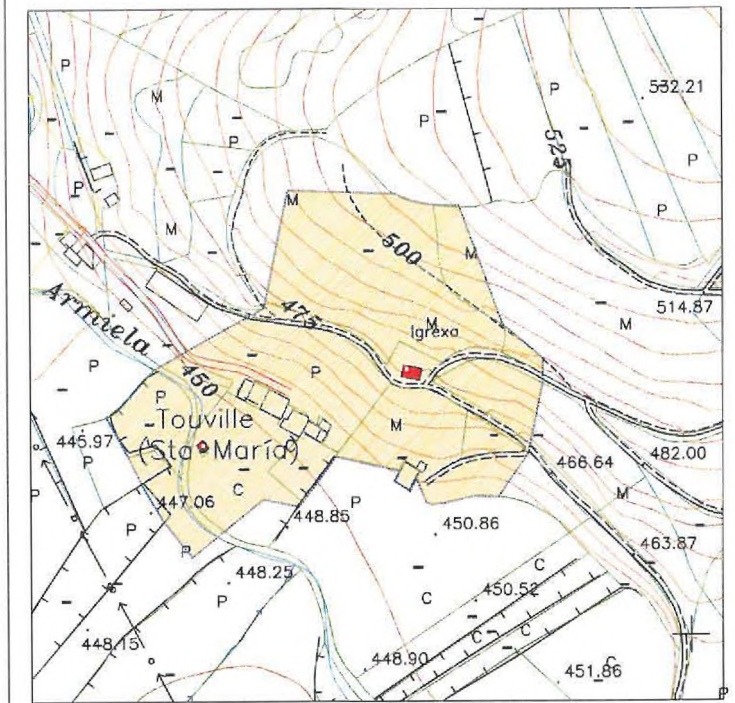 P
M
P
P
P
532.21
P
P
525
M
M
500
M
P
514.87
M
Armiela
475
Igrexa
M
P
P
450
P
Touville
(Sta María)
M
445.97
P
C
466.64
482.00
M
P
447.06
448.85
P
450.86
P
P
463.87
448.25
C
P
C
450.52
448.15
C
C
448.90
C
451.86
P